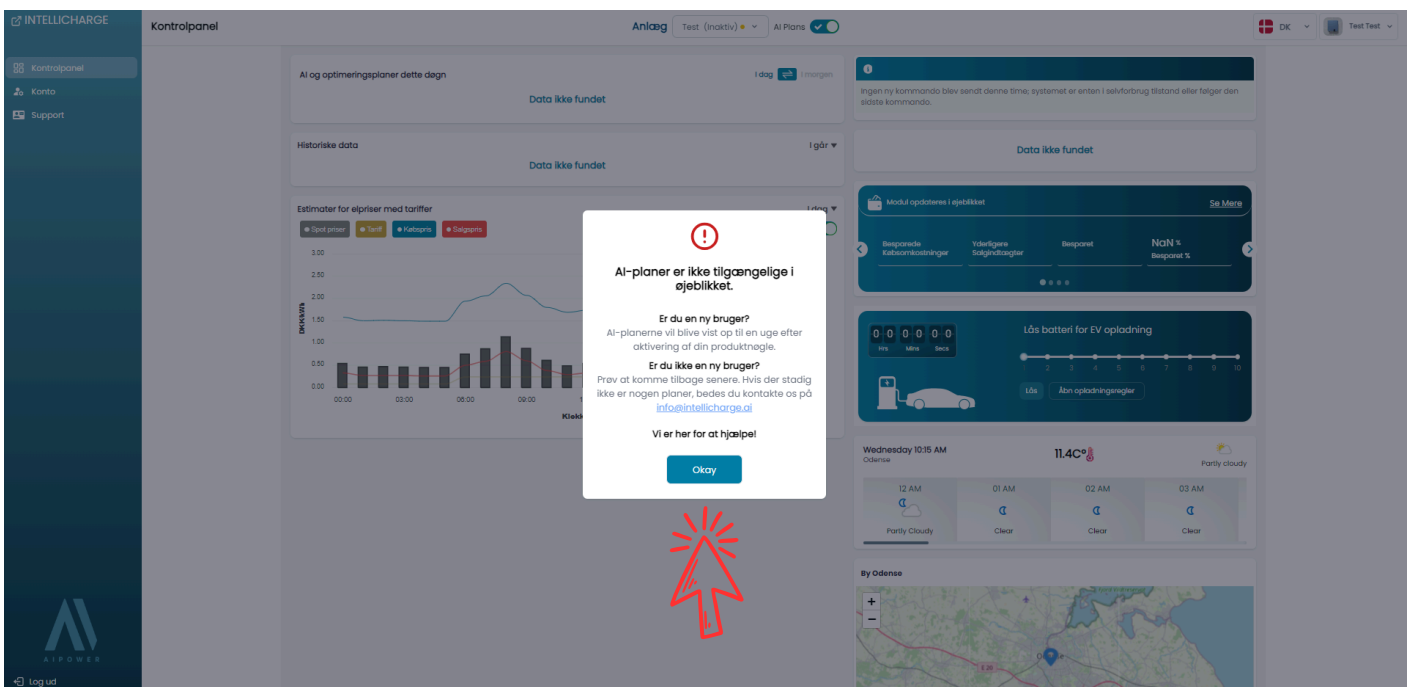 INTELLICHARGE
Kontrolpanel
Anlæg
Test (Inaktiv)
AI Plans
DK
Test Test
Kontrolpanel
Konto
Support
AI og optimeringsplaner dette døgn
I dag
I morgen
Data ikke fundet
Ingen ny kommando blev sendt denne time; systemet er enten i selvforbrug tilstand eller følger den
sidste kommando.
Historiske data
I går ▼
Data ikke fundet
Data ikke fundet
Estimater for elpriser med tariffer
I dag ▼
Spot priser
Tarif
Købspris
Salgspris
3.00
2.50
2.00
1.50
1.00
0.50
0.00
DKK/kWh
00:00
03:00
06:00
09:00
AI-planer er ikke tilgængelige i
øjeblikket.
Er du en ny bruger?
AI-planerne vil blive vist op til en uge efter
aktivering af din produktnøgle.
Er du ikke en ny bruger?
Prøv at komme tilbage senere. Hvis der stadig
ikke er nogen planer, bedes du kontakte os på
info@intellicharge.ai
Vi er her for at hjælpe!
Okay
Modul opdateres i øjeblikket
Se Mere
Besparede
Købsomkostninger
Yderligere
Salgindtægter
Besparet
NaN %
Besparet %
0 0 0 0 0 0
Hrs Mins Secs
Lås batteri for EV opladning
1 2 3 4 5 6 7 8 9 10
Lås
Åbn opladningsregler
Wednesday 10:15 AM
Odense
11.4C°
Partly cloudy
12 AM
01 AM
02 AM
03 AM
Partly Cloudy
Clear
Clear
Clear
By Odense
+
−
E 20
AIPOWER
Log ud